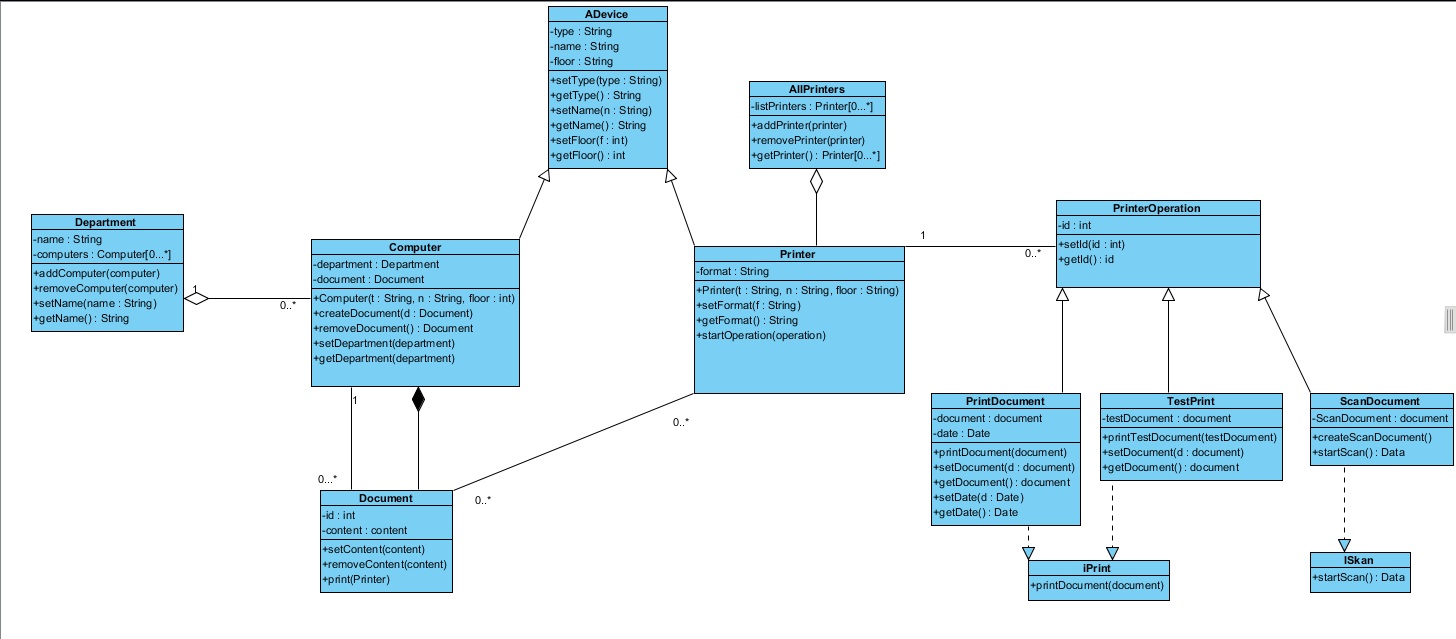 ADevice
-type : String
-name : String
-floor : String
+setType(type : String)
+getType() : String
+setName(n : String)
+getName() : String
+setFloor(f : int)
+getFloor() : int
AllPrinters
-listPrinters : Printer[0...*]
+addPrinter(printer)
+removePrinter(printer)
+getPrinter() : Printer[0...*]
Department
-name : String
-computers : Computer[0...*]
+addComputer(computer)
+removeComputer(computer)
+setName(name : String)
+getName() : String
1
0..*
Computer
-department : Department
-document : Document
+Computer(t : String, n : String, floor : int)
+createDocument(d : Document)
+removeDocument() : Document
+setDepartment(department)
+getDepartment(department)
Printer
-format : String
+Printer(t : String, n : String, floor : String)
+setFormat(f : String)
+getFormat() : String
+startOperation(operation)
1
0..*
PrinterOperation
-id : int
+setId(id : int)
+getId() : id
1
0...*
0..*
0..*
Document
-id : int
-content : content
+setContent(content)
+removeContent(content)
+print(Printer)
PrintDocument
-document : document
-date : Date
+printDocument(document)
+setDocument(d : document)
+getDocument() : document
+setDate(d : Date)
+getDate() : Date
TestPrint
-testDocument : document
+printTestDocument(testDocument)
+setDocument(d : document)
+getDocument() : document
ScanDocument
-ScanDocument : document
+createScanDocument()
+startScan() : Data
iPrint
+printDocument(document)
ISkan
+startScan() : Data